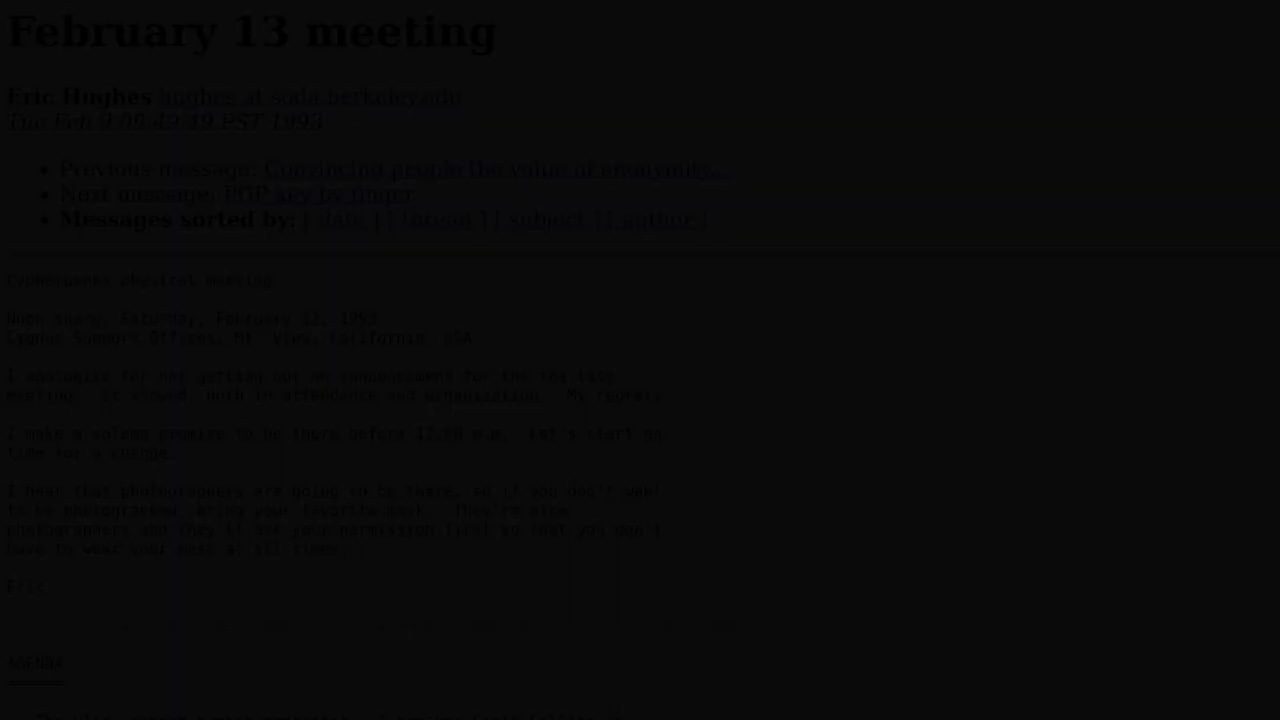 February 13 meeting
Eric Hughes hughes at soda.berkeley.edu
Tue Feb 9 09:49:49 PST 1993
Previous message: Convincing people the value of anonymity...
Next message: PGP key by finger
Messages sorted by: [ date ] [ thread ] [ subject ] [ author ]
Cypherpunks physical meeting
Noon sharp, Saturday, February 13, 1993
Cygnus Support Offices, Mt. View, California USA
I apologize for not getting out an announcement for the the last
meeting. It showed, both in attendance and organization. My regrets.
I make a solemn promise to be there before 12:00 p.m. Let's start on
time for a change.
I hear that photographers are going to be there, so if you don't want
to be photographed, bring your favorite mask. They're nice
photographers and they'll ask your permission first so that you don't
have to wear your mask at all times.
Eric
AGENDA